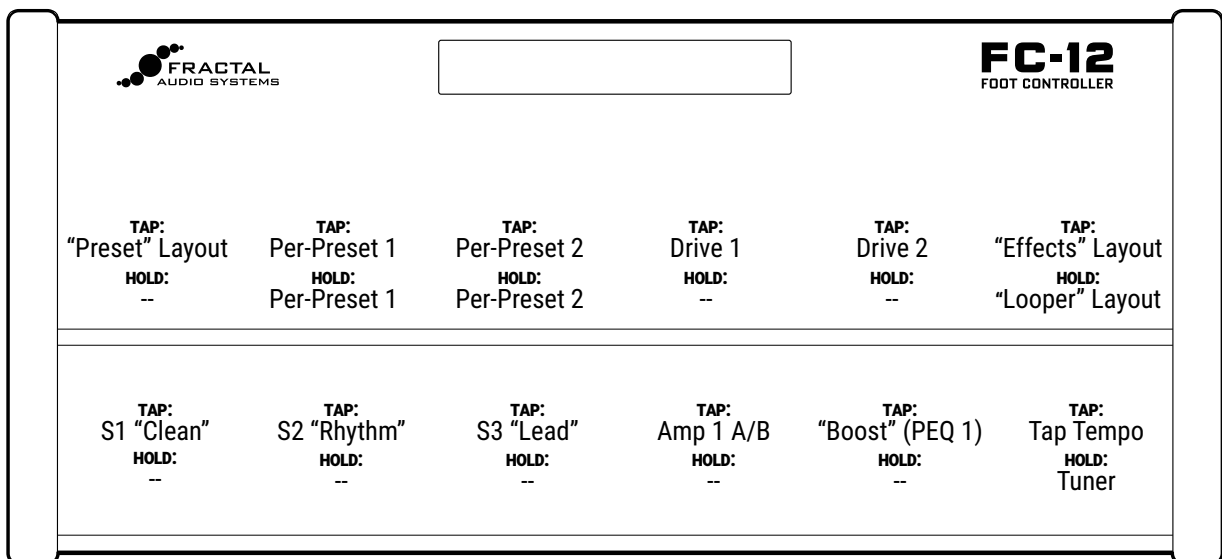 FRACTAL
AUDIO SYSTEMS
FC-12
FOOT CONTROLLER
TAP:
“Preset” Layout
HOLD:
--
TAP:
Per-Preset 1
HOLD:
Per-Preset 1
TAP:
Per-Preset 2
HOLD:
Per-Preset 2
TAP:
Drive 1
HOLD:
--
TAP:
Drive 2
HOLD:
--
TAP:
“Effects” Layout
HOLD:
“Looper” Layout
TAP:
S1 “Clean”
HOLD:
--
TAP:
S2 “Rhythm”
HOLD:
--
TAP:
S3 “Lead”
HOLD:
--
TAP:
Amp 1 A/B
HOLD:
--
TAP:
“Boost” (PEQ 1)
HOLD:
--
TAP:
Tap Tempo
HOLD:
Tuner